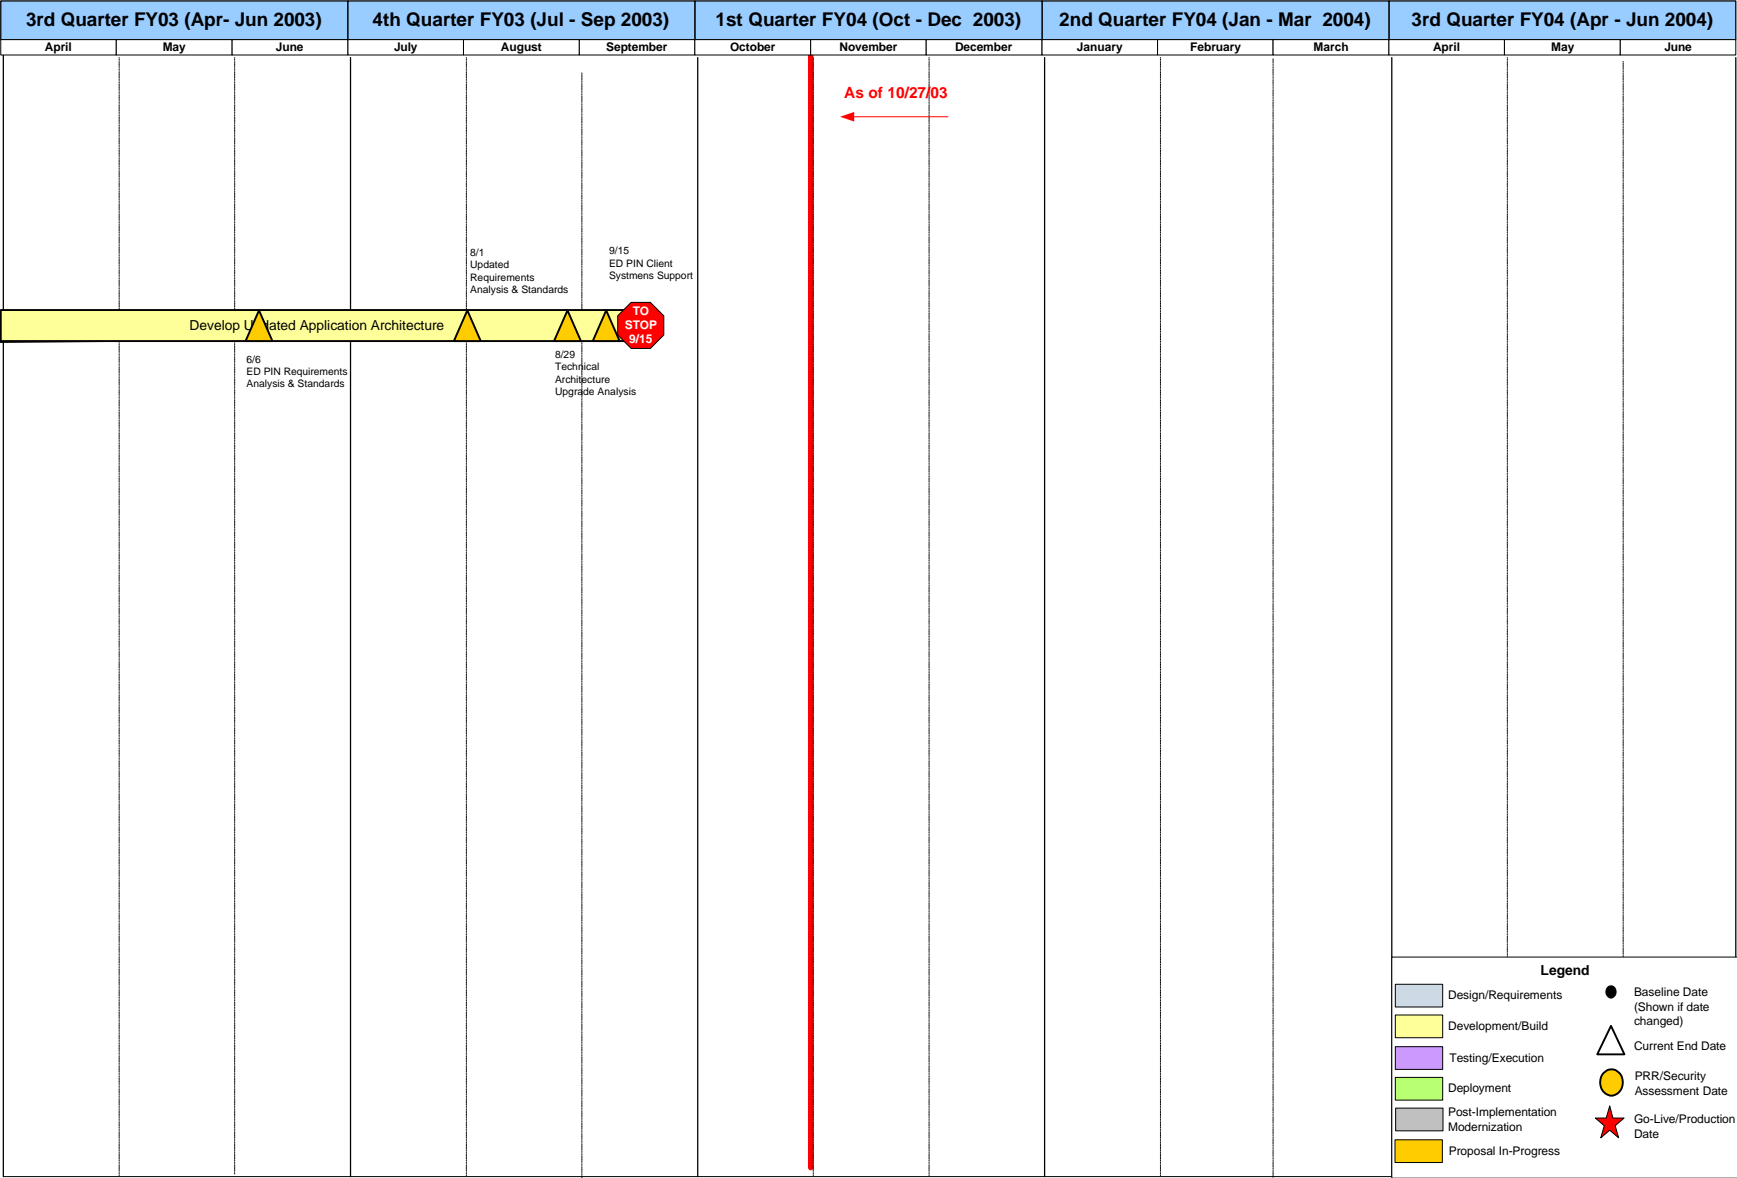 3rd Quarter FY03 (Apr- Jun 2003)
4th Quarter FY03 (Jul - Sep 2003)
1st Quarter FY04 (Oct - Dec  2003)
2nd Quarter FY04 (Jan - Mar  2004)
3rd Quarter FY04 (Apr - Jun 2004)
April
May
June
July
August
September
October
November
December
January
February
March
April
May
June
As of 10/27/03
8/1
Updated
Requirements
Analysis & Standards
9/15
ED PIN Client
Systmens Support
Develop Updated Application Architecture
TO
STOP
9/15
6/6
ED PIN Requirements
Analysis & Standards
8/29
Technical
Architecture
Upgrade Analysis
Legend
Design/Requirements
Development/Build
Testing/Execution
Deployment
Post-Implementation
Modernization
Proposal In-Progress
Baseline Date
(Shown if date
changed)
Current End Date
PRR/Security
Assessment Date
Go-Live/Production
Date